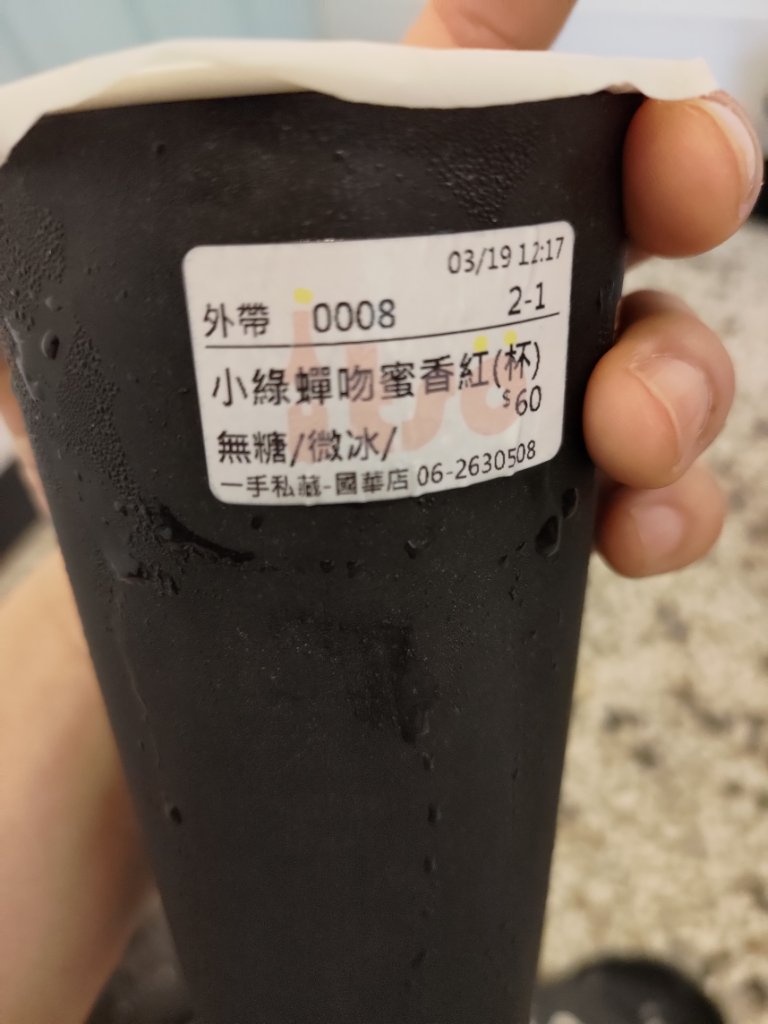 03/19 12:17
外帶 0008 2-1
小綠蟬吻蜜香紅(杯)
$60
無糖/微冰/
一手私藏-國華店 06-2630508